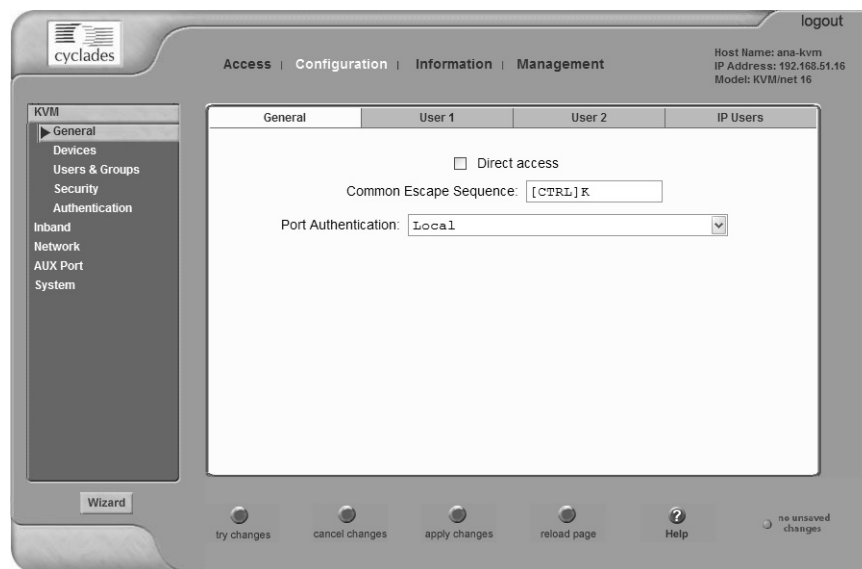 logout
cyclades
Access | Configuration | Information | Management
Host Name: ana-kvm
IP Address: 192.168.51.16
Model: KVM/net 16
KVM
General
Devices
Users & Groups
Security
Authentication
Inband
Network
AUX Port
System
General
User 1
User 2
IP Users
Direct access
Common Escape Sequence: [CTRL]K
Port Authentication: Local
Wizard
try changes
cancel changes
apply changes
reload page
?
Help
no unsaved
changes